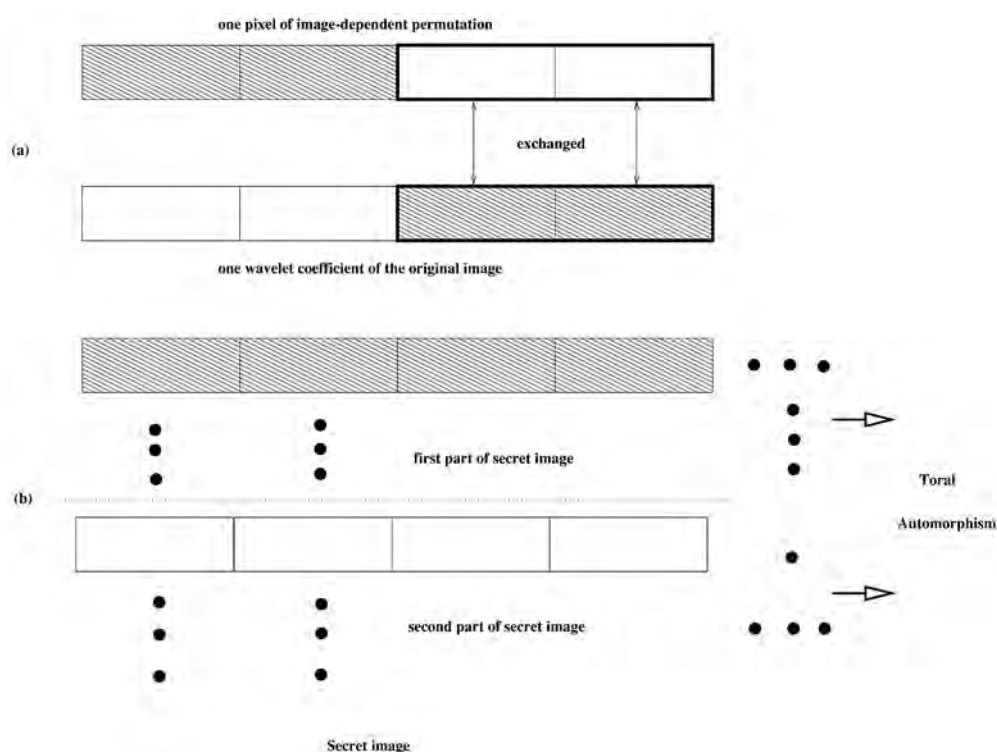 one pixel of image-dependent permutation
(a)
exchanged
one wavelet coefficient of the original image
first part of secret image
(b)
Toral
Automorphism
second part of secret image
Secret image